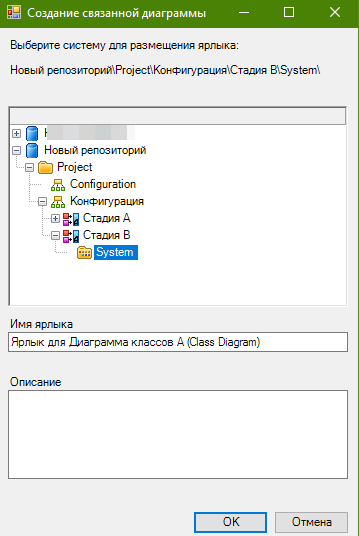 Создание связанной диаграммы
Выберите систему для размещения ярлыка:
Новый репозиторий\Project\Конфигурация\Стадия B\System\
Новый репозиторий
Project
Configuration
Конфигурация
Стадия A
Стадия B
System
Имя ярлыка
Ярлык для Диаграмма классов А (Class Diagram)
Описание
OK
Отмена